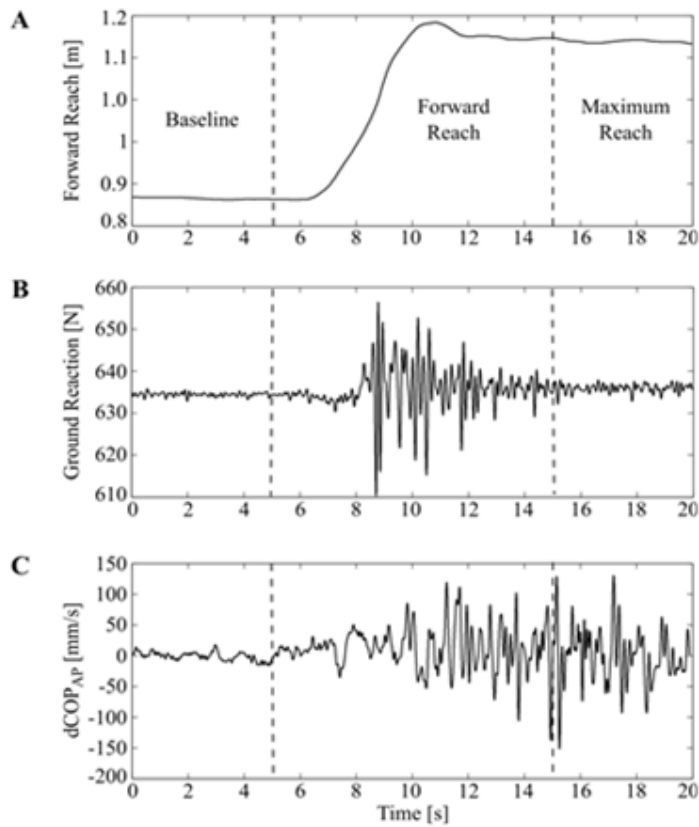 A
Forward Reach [m]
1.2
1.1
1.0
1
0.9
0.8
Baseline
Forward
Reach
Maximum
Reach
0 2 4 6 8 10 12 14 16 18 20
B
Ground Reaction [N]
660
650
640
630
620
610
0 2 4 6 8 10 12 14 16 18 20
C
dCOPAP [mm/s]
150
100
50
0
-50
-100
-150
-200
0 2 4 6 8 10 12 14 16 18 20
Time [s]